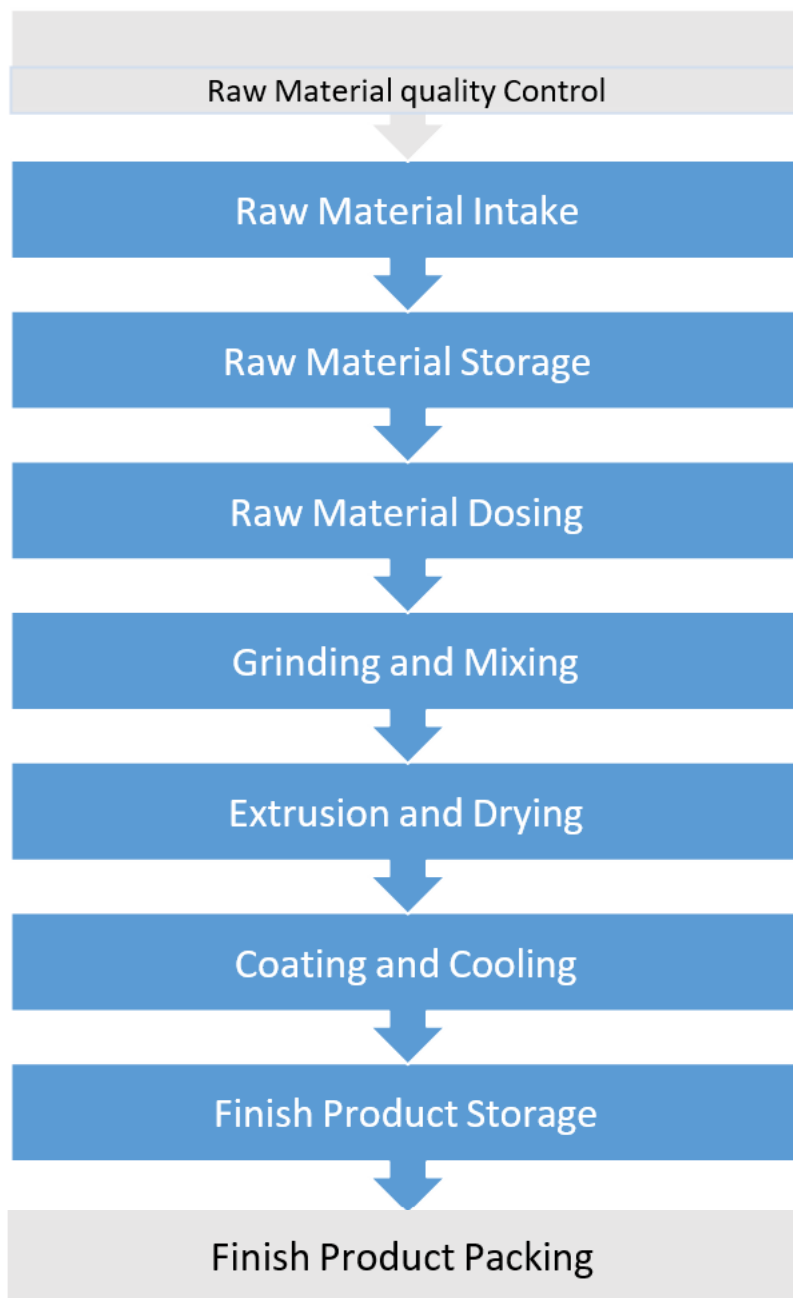 Raw Material quality Control
Raw Material Intake
Raw Material Storage
Raw Material Dosing
Grinding and Mixing
Extrusion and Drying
Coating and Cooling
Finish Product Storage
Finish Product Packing